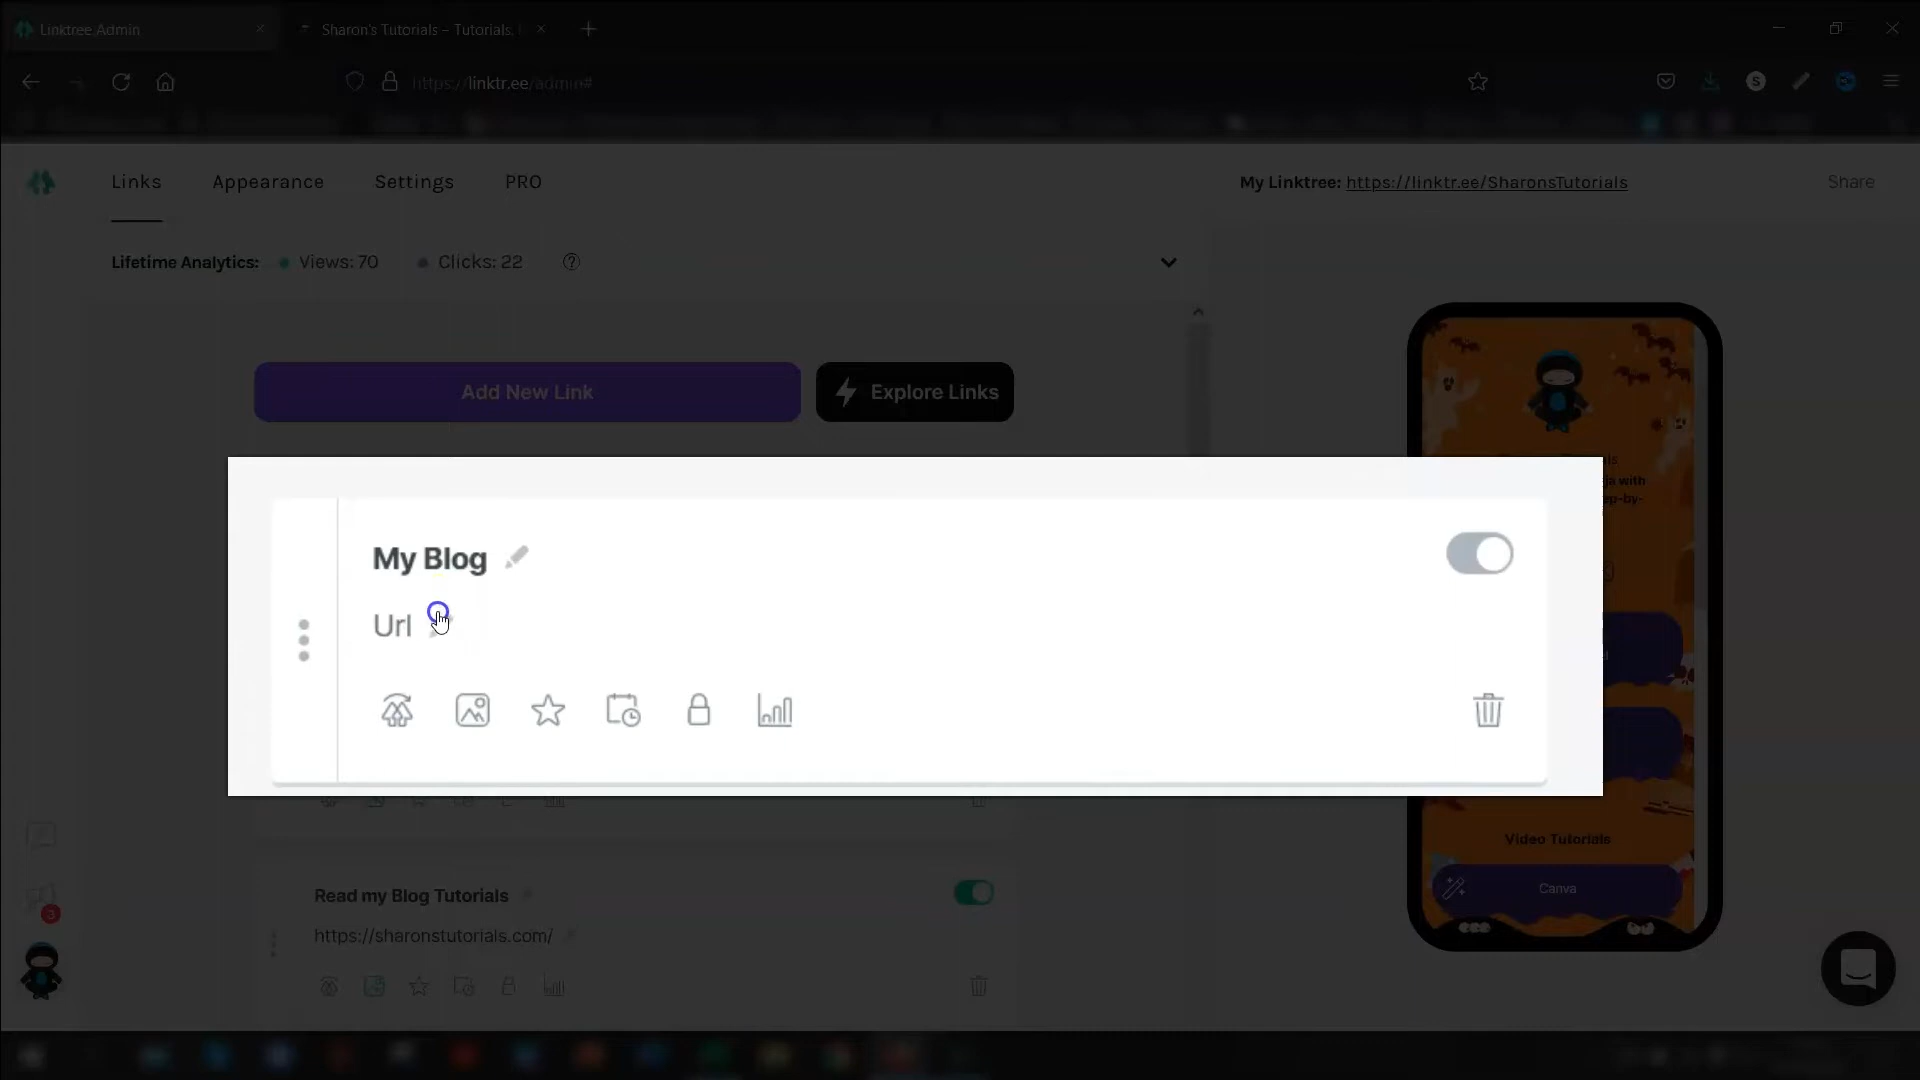 Linktree Admin
Sharon's Tutorials – Tutorials,
https://linktr.ee/admin#
S
Links Appearance Settings PRO
My Linktree: https://linktr.ee/SharonsTutorials
Share
Lifetime Analytics: Views: 70 Clicks: 22
Add New Link
Explore Links
My Blog
Url
Read my Blog Tutorials
https://sharonstutorials.com/
3
Video Tutorials
Canva